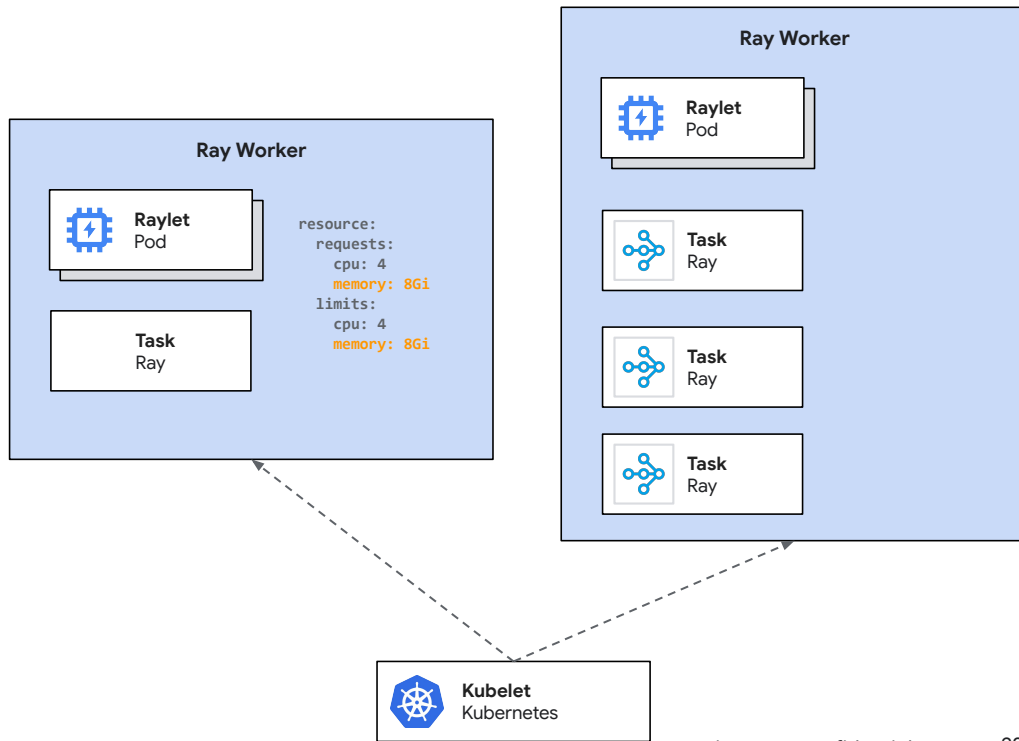 Ray Worker
Raylet
Pod
Task
Ray
resource:
requests:
cpu: 4
memory: 8Gi
limits:
cpu: 4
memory: 8Gi
Ray Worker
Raylet
Pod
Task
Ray
Task
Ray
Task
Ray
Kubelet
Kubernetes